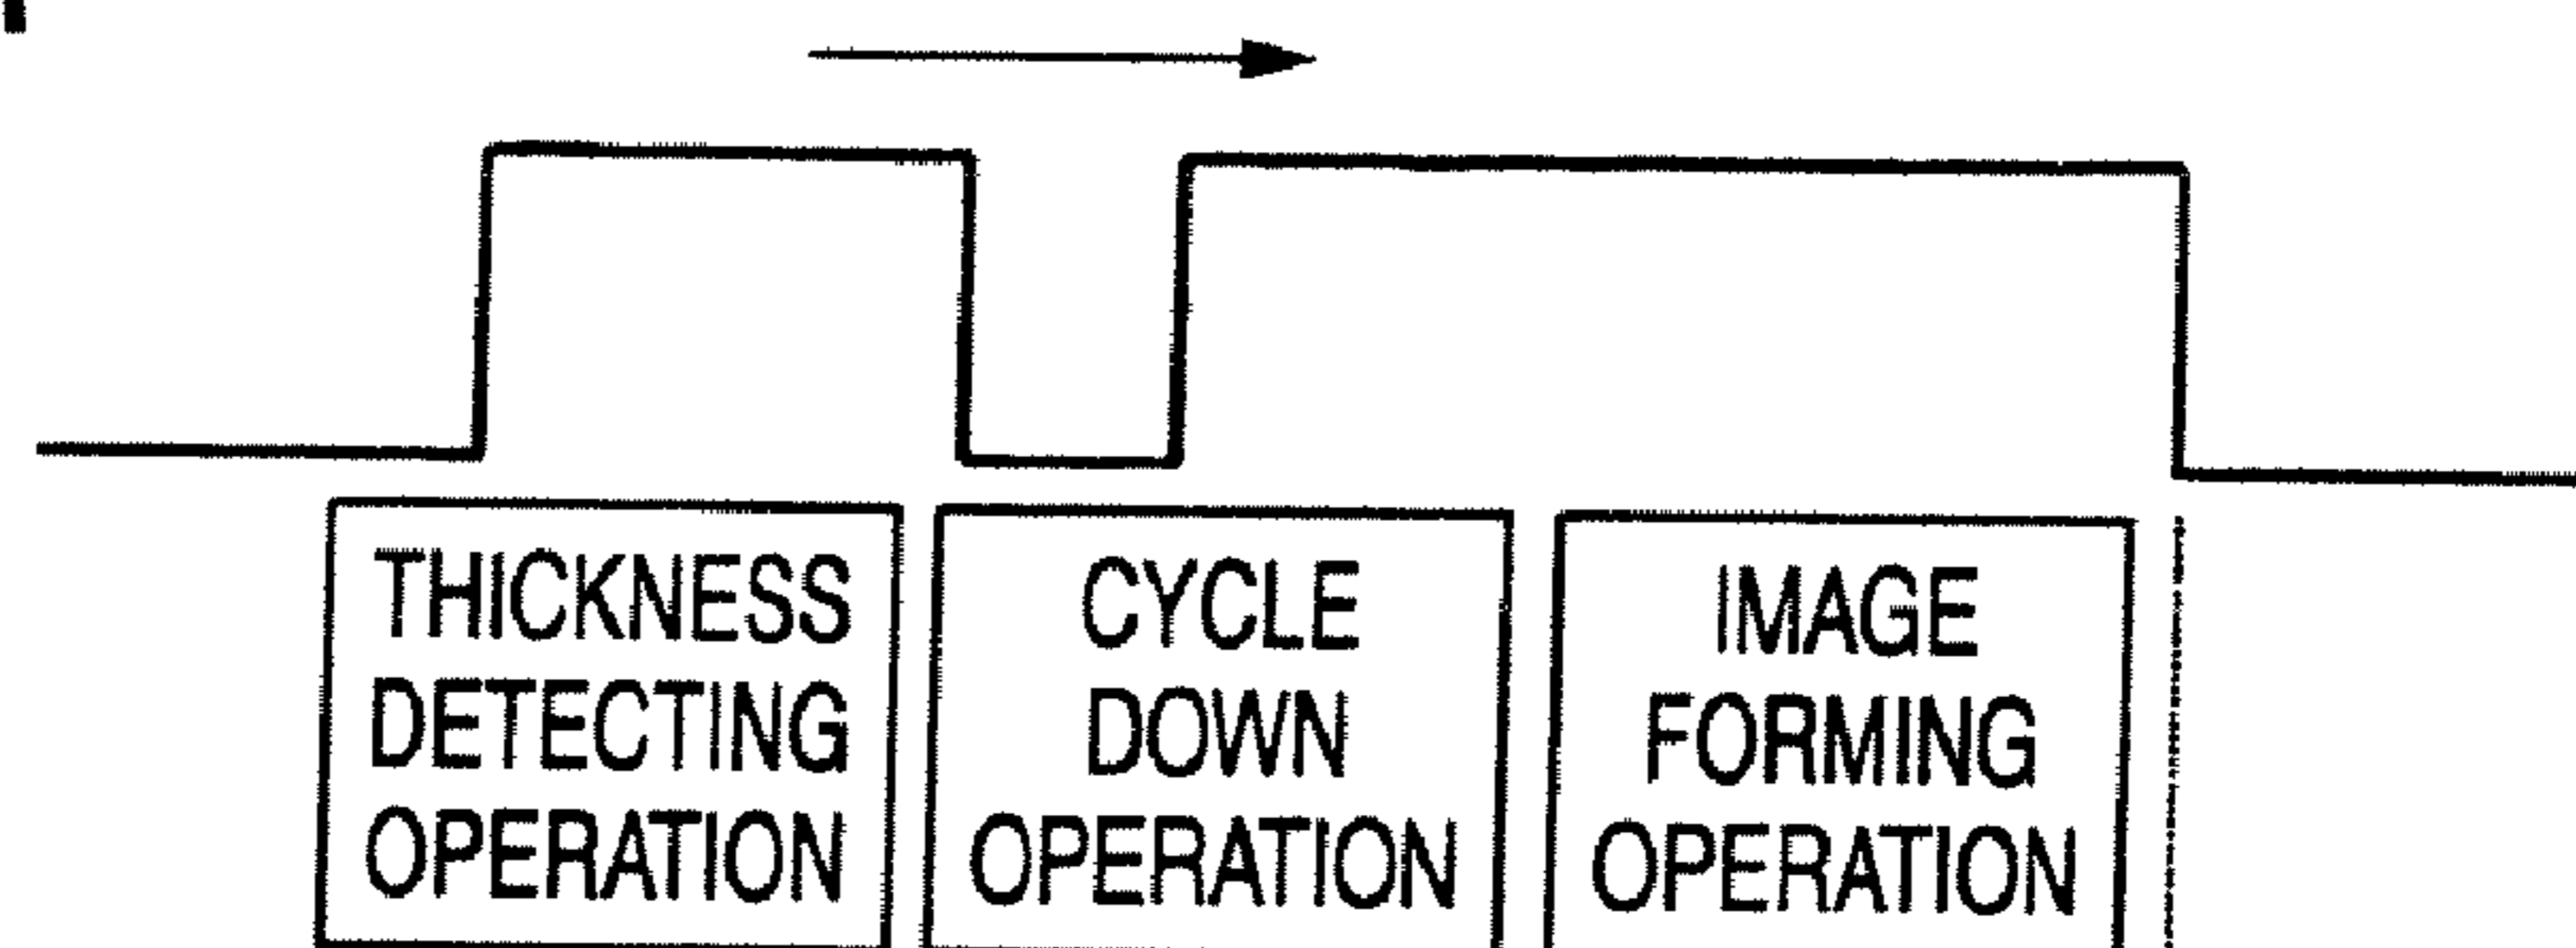 THICKNESS
DETECTING
OPERATION
CYCLE
DOWN
OPERATION
IMAGE
FORMING
OPERATION